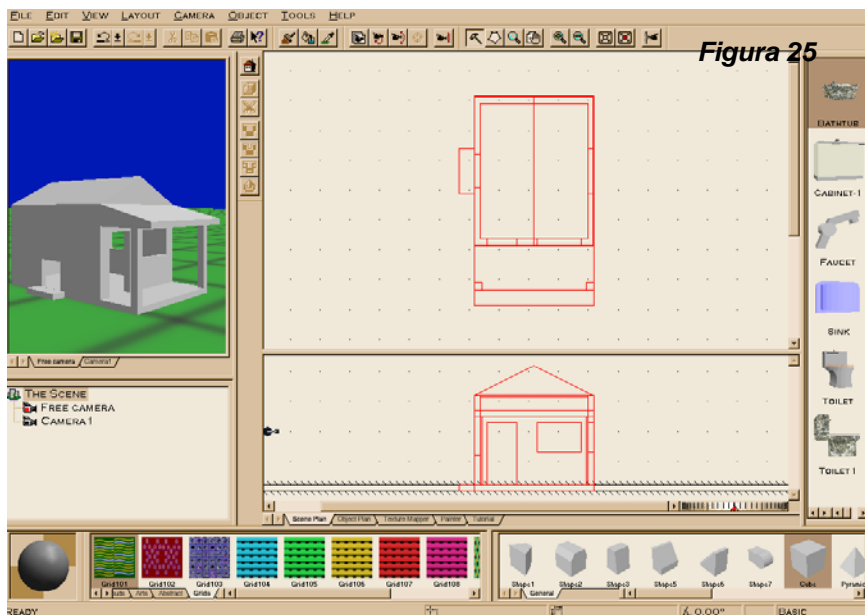 FILE EDIT VIEW LAYOUT CAMERA OBJECT TOOLS HELP
Figura 25
BATHTUB
CABINET-1
FAUCET
SINK
TOILET
TOILET 1
Free camera Camera1
THE SCENE
FREE CAMERA
CAMERA 1
Scene Plan Object Plan Texture Mapper Painter Tutorial
Grid101 Grid102 Grid103 Grid104 Grid105 Grid106 Grid107 Grid108
Arts Abstract Grids
Shape1 Shape2 Shape3 Shape4 Shape5 Shape6 Shape7 Cube
General
READY 0.00° BASIC